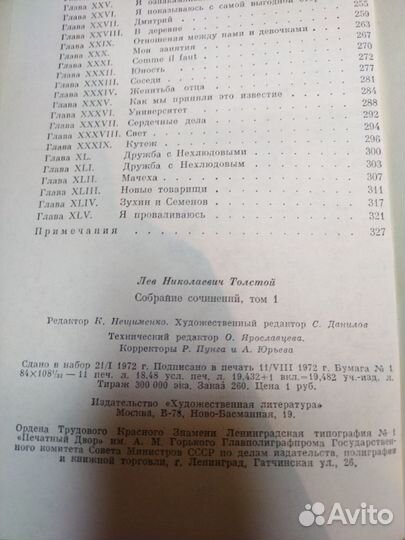 Глава XXV. Я ознакамлива
Глава XXVI. Я показываюсь с самой выгодной стор 255
Глава XXVII. Дмитрий 259
Глава XXVIII. В деревне 263
Глава XXIX. Отношения между нами и девочками 267
Глава XXX. Мои занятия 270
Глава XXXI. Comme il faut 272
Глава XXXII. Юность 277
Глава XXXIII. Соседи 281
Глава XXXIV. Женитьба отца 284
Глава XXXV. Как мы приняли это известие 288
Глава XXXVI. Университет 292
Глава XXXVII. Сердечные дела 294
Глава XXXVIII. Свет 296
Глава XXXIX. Кутеж
Глава XL. Дружба с Нехлюдовым 300
Глава XLI. Дружба с Нехлюдовым 303
Глава XLII. Мачеха 307
Глава XLIII. Новые товарищи 311
Глава XLIV. Зухин и Семенов 317
Глава XLV. Я проваливаюсь 321
Примечания 327
Лев Николаевич Толстой
Собрание сочинений, том 1
Редактор К. Нещименко. Художественный редактор С. Данилов
Технический редактор О. Ярославцева.
Корректоры Р. Пунга и А. Юрьева
Сдано в набор 21/I 1972 г. Подписано в печать 11/VIII 1972 г. Бумага № 1
84×108¹/₃₂ — 11 печ. л. 18,48 усл. печ. л. 19,432+1 вкл.=19,482 уч.-изд. л.
Тираж 300 000 экз. Заказ 260. Цена 1 руб.
Издательство «Художественная литература»
Москва, В-78, Ново-Басманная, 19.
Ордена Трудового Красного Знамени Ленинградская типография № 1
«Печатный Двор» им. А. М. Горького Главполиграфпрома Государствен-
ного комитета Совета Министров СССР по делам издательств, полиграфии
и книжной торговли, г. Ленинград, Гатчинская ул., 26,
Avito